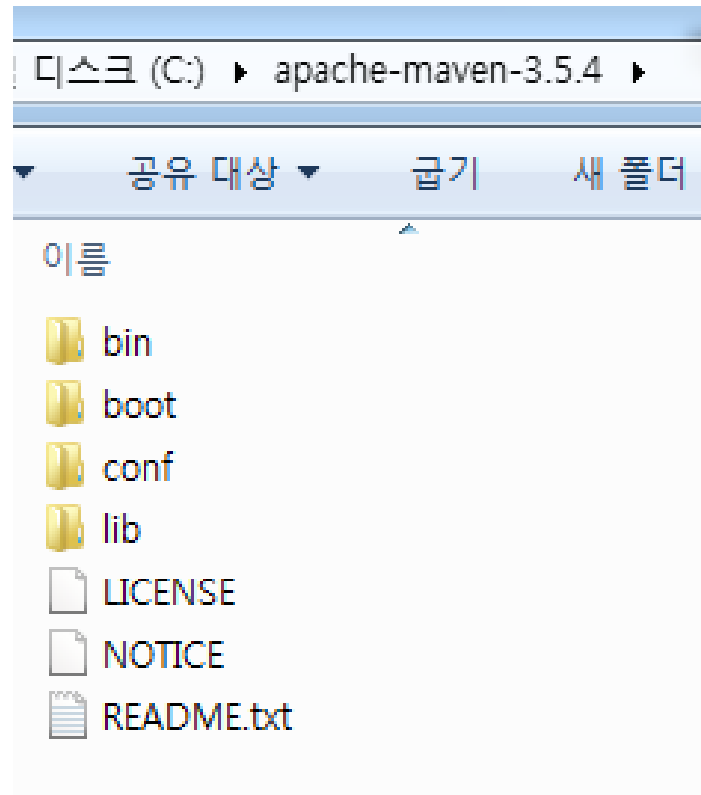 디스크 (C:) ▸ apache-maven-3.5.4 ▸
공유 대상 ▼ 굽기 새 폴더
이름
bin
boot
conf
lib
LICENSE
NOTICE
README.txt